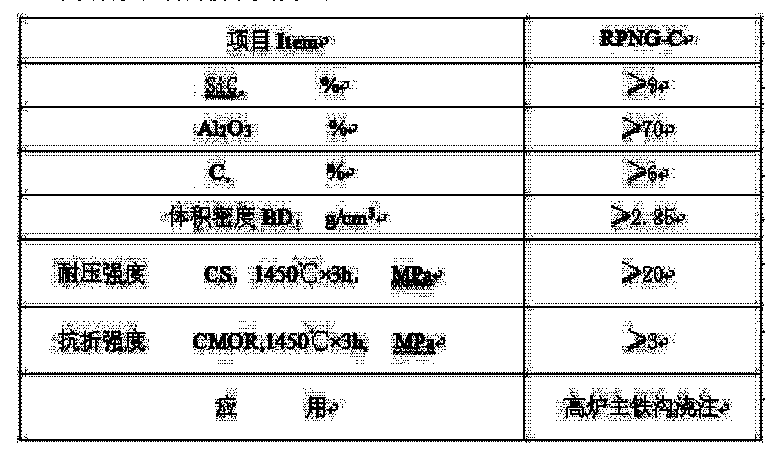 项目 Item RPNG-C
SiC, % ≥9
Al₂O₃ % ≥70
C, % ≥6
体积密度 BD, g/cm³ ≥2.85
耐压强度 CS, 1450℃×3h, MPa ≥20
抗折强度 CMOR,1450℃×3h, MPa ≥3
应 用 高炉主铁沟浇注